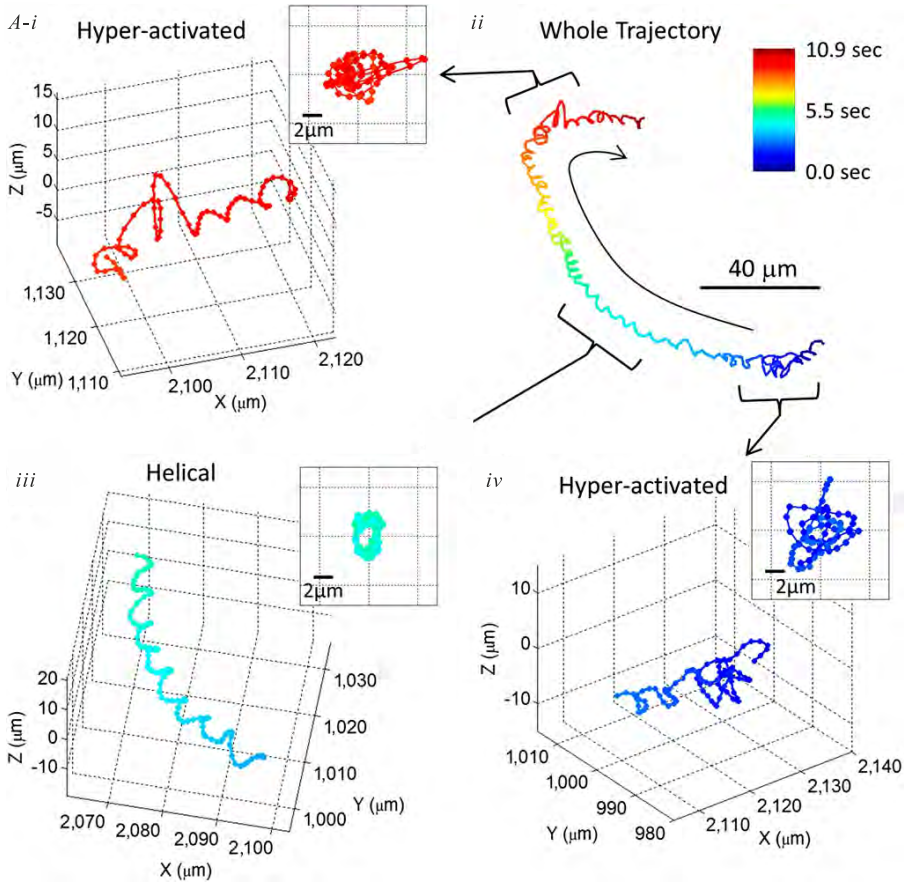 A-i
Hyper-activated
2μm
15
10
5
0
-5
Z (μm)
1,130
1,120
1,110
Y (μm)
2,100
2,110
2,120
X (μm)
ii
Whole Trajectory
10.9 sec
5.5 sec
0.0 sec
40 μm
iii
Helical
2μm
20
10
0
-10
Z (μm)
2,070
2,080
2,090
2,100
X (μm)
1,030
1,020
1,010
1,000
Y (μm)
iv
Hyper-activated
2μm
10
0
-10
Z (μm)
1,010
1,000
990
980
Y (μm)
2,110
2,120
2,130
2,140
X (μm)